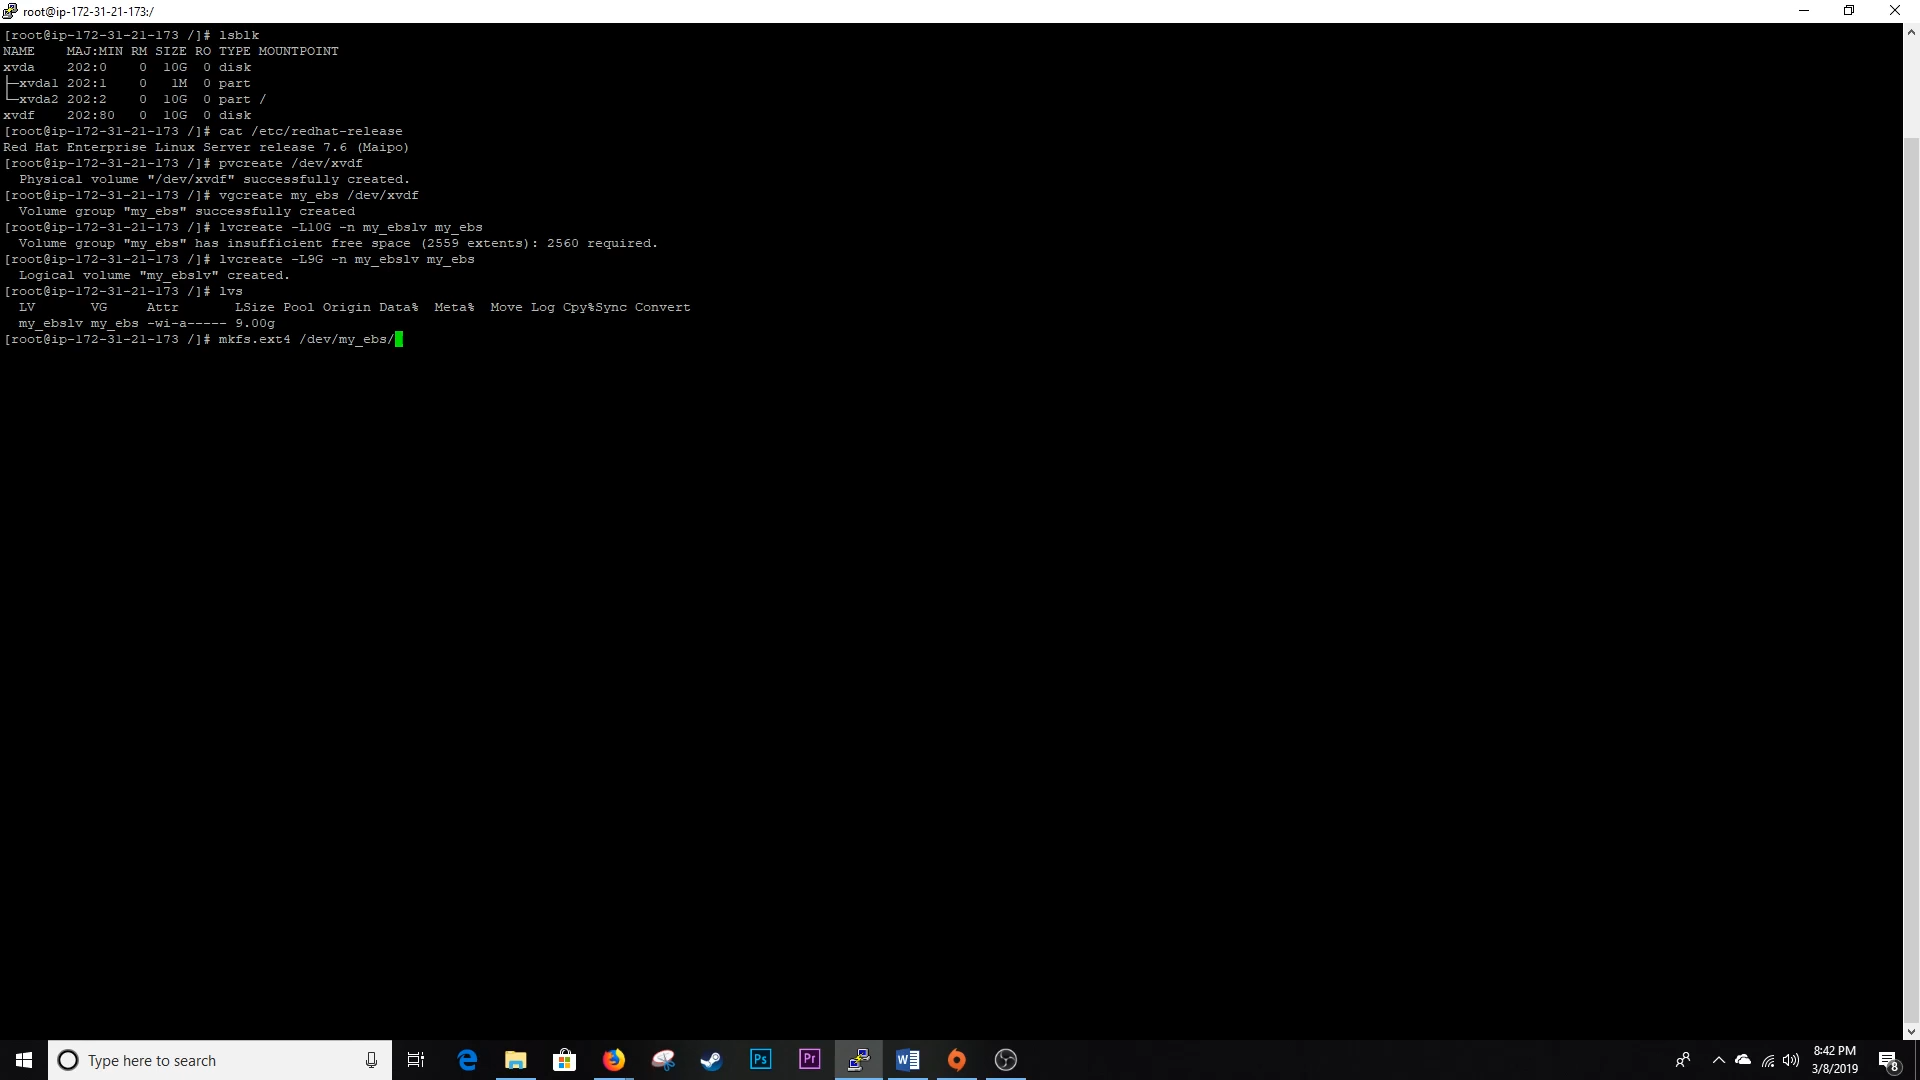 root@ip-172-31-21-173:/
[root@ip-172-31-21-173 /]# lsblk
NAME    MAJ:MIN RM SIZE RO TYPE MOUNTPOINT
xvda    202:0    0  10G  0 disk
├─xvda1 202:1    0   1M  0 part
└─xvda2 202:2    0  10G  0 part /
xvdf    202:80   0  10G  0 disk
[root@ip-172-31-21-173 /]# cat /etc/redhat-release
Red Hat Enterprise Linux Server release 7.6 (Maipo)
[root@ip-172-31-21-173 /]# pvcreate /dev/xvdf
  Physical volume "/dev/xvdf" successfully created.
[root@ip-172-31-21-173 /]# vgcreate my_ebs /dev/xvdf
  Volume group "my_ebs" successfully created
[root@ip-172-31-21-173 /]# lvcreate -L10G -n my_ebslv my_ebs
  Volume group "my_ebs" has insufficient free space (2559 extents): 2560 required.
[root@ip-172-31-21-173 /]# lvcreate -L9G -n my_ebslv my_ebs
  Logical volume "my_ebslv" created.
[root@ip-172-31-21-173 /]# lvs
  LV       VG     Attr       LSize Pool Origin Data%  Meta%  Move Log Cpy%Sync Convert
  my_ebslv my_ebs -wi-a----- 9.00g
[root@ip-172-31-21-173 /]# mkfs.ext4 /dev/my_ebs/
Type here to search
Ps
Pr
8:42 PM
3/8/2019
8